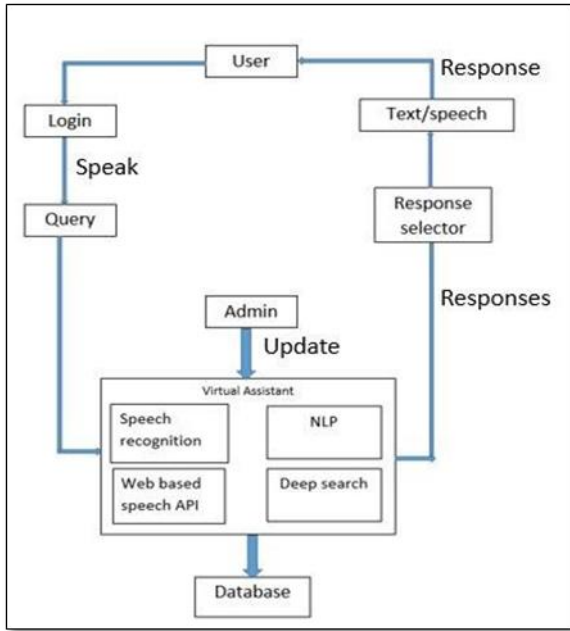 User
Response
Login
Text/speech
Speak
Query
Response
selector
Admin
Responses
Update
Virtual Assistant
Speech
recognition
NLP
Web based
speech API
Deep search
Database